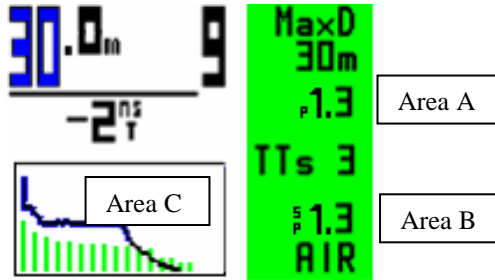 30.0m 9
-2 ns T
Area C
MaxD
30m
P1.3
Area A
TTs 3
SP1.3
Area B
AIR